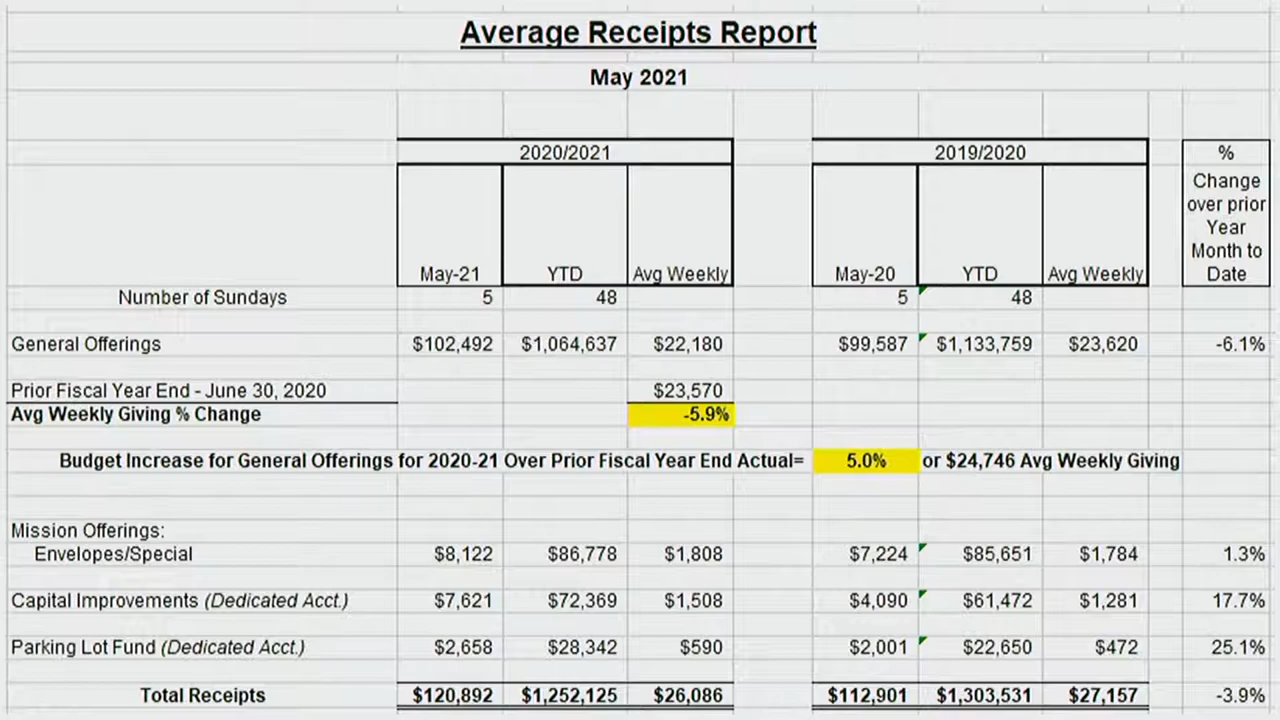 Average Receipts Report
May 2021
2020/2021 2019/2020 %
Change
over prior
Year
Month to
May-21 YTD Avg Weekly May-20 YTD Avg Weekly Date
Number of Sundays 5 48 5 48
General Offerings $102,492 $1,064,637 $22,180 $99,587 $1,133,759 $23,620 -6.1%
Prior Fiscal Year End - June 30, 2020 $23,570
Avg Weekly Giving % Change -5.9%
Budget Increase for General Offerings for 2020-21 Over Prior Fiscal Year End Actual= 5.0% or $24,746 Avg Weekly Giving
Mission Offerings:
Envelopes/Special $8,122 $86,778 $1,808 $7,224 $85,651 $1,784 1.3%
Capital Improvements (Dedicated Acct.) $7,621 $72,369 $1,508 $4,090 $61,472 $1,281 17.7%
Parking Lot Fund (Dedicated Acct.) $2,658 $28,342 $590 $2,001 $22,650 $472 25.1%
Total Receipts $120,892 $1,252,125 $26,086 $112,901 $1,303,531 $27,157 -3.9%